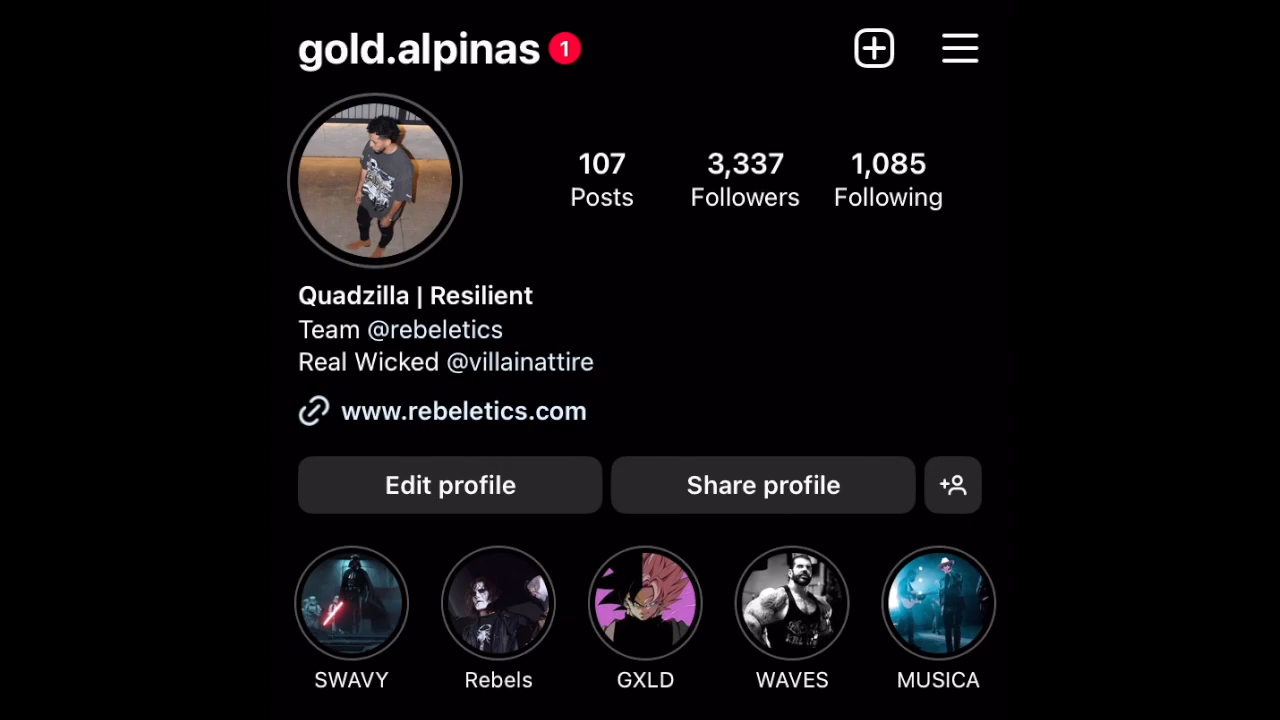 gold.alpinas 1
107 3,337 1,085
Posts Followers Following
Quadzilla | Resilient
Team @rebeletics
Real Wicked @villainattire
www.rebeletics.com
Edit profile Share profile
SWAVY Rebels GXLD WAVES MUSICA